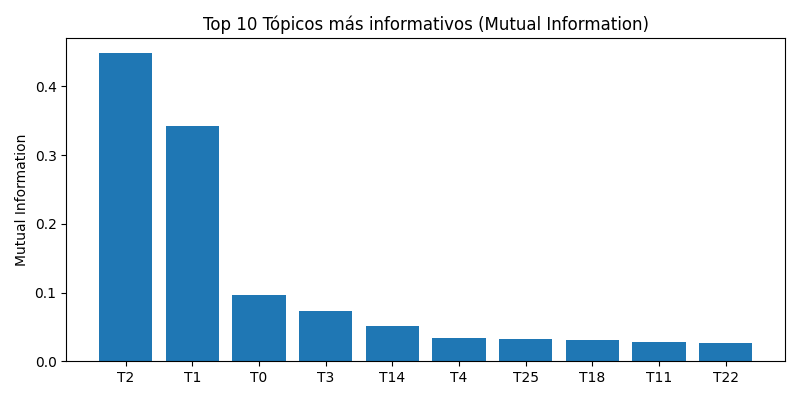 Top 10 Tópicos más informativos (Mutual Information)
Mutual Information
0.4
0.3
0.2
0.1
0.0
T2 T1 T0 T3 T14 T4 T25 T18 T11 T22